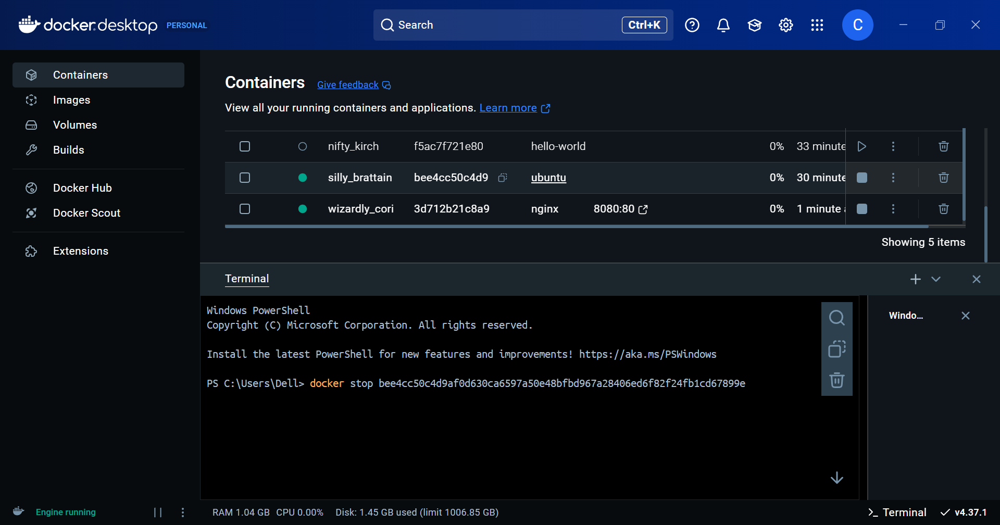 docker desktop PERSONAL
Search Ctrl+K
C
Containers
Images
Volumes
Builds
Docker Hub
Docker Scout
Extensions
Containers Give feedback
View all your running containers and applications. Learn more
nifty_kirch f5ac7f721e80 hello-world 0% 33 minute
silly_brattain bee4cc50c4d9 ubuntu 0% 30 minute
wizardly_cori 3d712b21c8a9 nginx 8080:80 0% 1 minute a
Showing 5 items
Terminal
Windows PowerShell
Copyright (C) Microsoft Corporation. All rights reserved.
Install the latest PowerShell for new features and improvements! https://aka.ms/PSWindows
PS C:\Users\Dell> docker stop bee4cc50c4d9af0d630ca6597a50e48bfbd967a28406ed6f82f24fb1cd67899e
Windo...
Engine running
RAM 1.04 GB CPU 0.00% Disk: 1.45 GB used (limit 1006.85 GB)
>_ Terminal v4.37.1